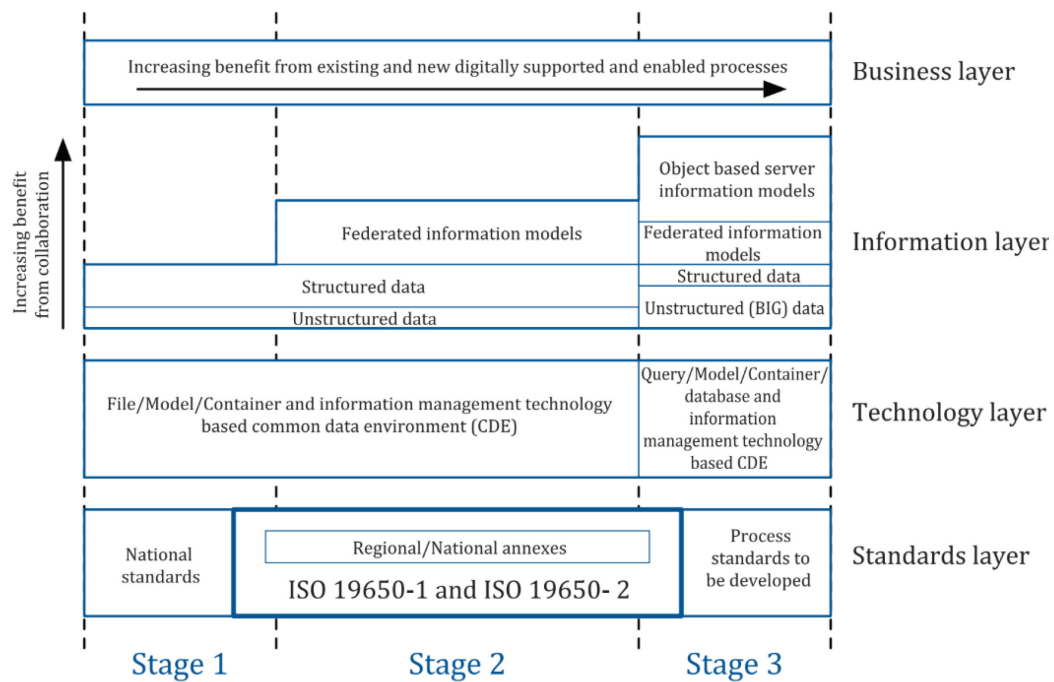 Increasing benefit from existing and new digitally supported and enabled processes
Business layer
Increasing benefit
from collaboration
Object based server
information models
Federated information models
Federated information
models
Information layer
Structured data
Structured data
Unstructured data
Unstructured (BIG) data
File/Model/Container and information management technology
based common data environment (CDE)
Query/Model/Container/
database and
information
management technology
based CDE
Technology layer
National
standards
Regional/National annexes
ISO 19650-1 and ISO 19650- 2
Process
standards to
be developed
Standards layer
Stage 1
Stage 2
Stage 3